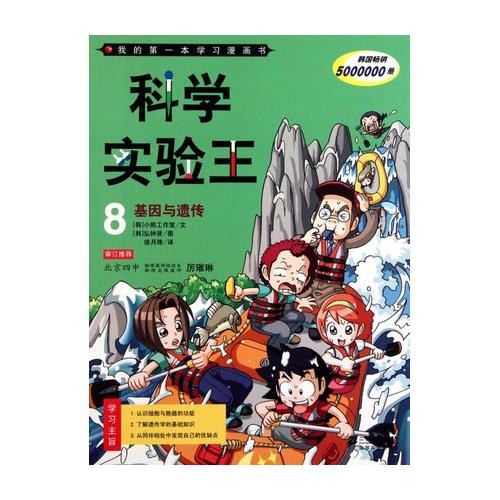 我的第一本学习漫画书
韩国畅销
5000000册
科学
实验王
8
基因与遗传
[韩]小熊工作室/文
[韩]弘钟贤/图
徐月珠/译
审订推荐
北京四中
厉璀琳
学习主旨
1. 认识细胞与胞器的功能
2. 了解遗传学的基础知识
3. 从同伴相处中发现自己的优缺点